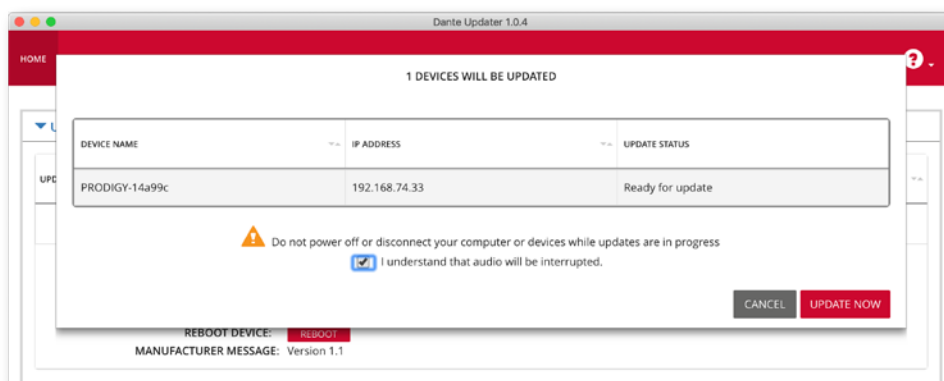 Dante Updater 1.0.4
HOME
?
1 DEVICES WILL BE UPDATED
DEVICE NAME IP ADDRESS UPDATE STATUS
PRODIGY-14a99c 192.168.74.33 Ready for update
Do not power off or disconnect your computer or devices while updates are in progress
I understand that audio will be interrupted.
CANCEL UPDATE NOW
REBOOT DEVICE: REBOOT
MANUFACTURER MESSAGE: Version 1.1